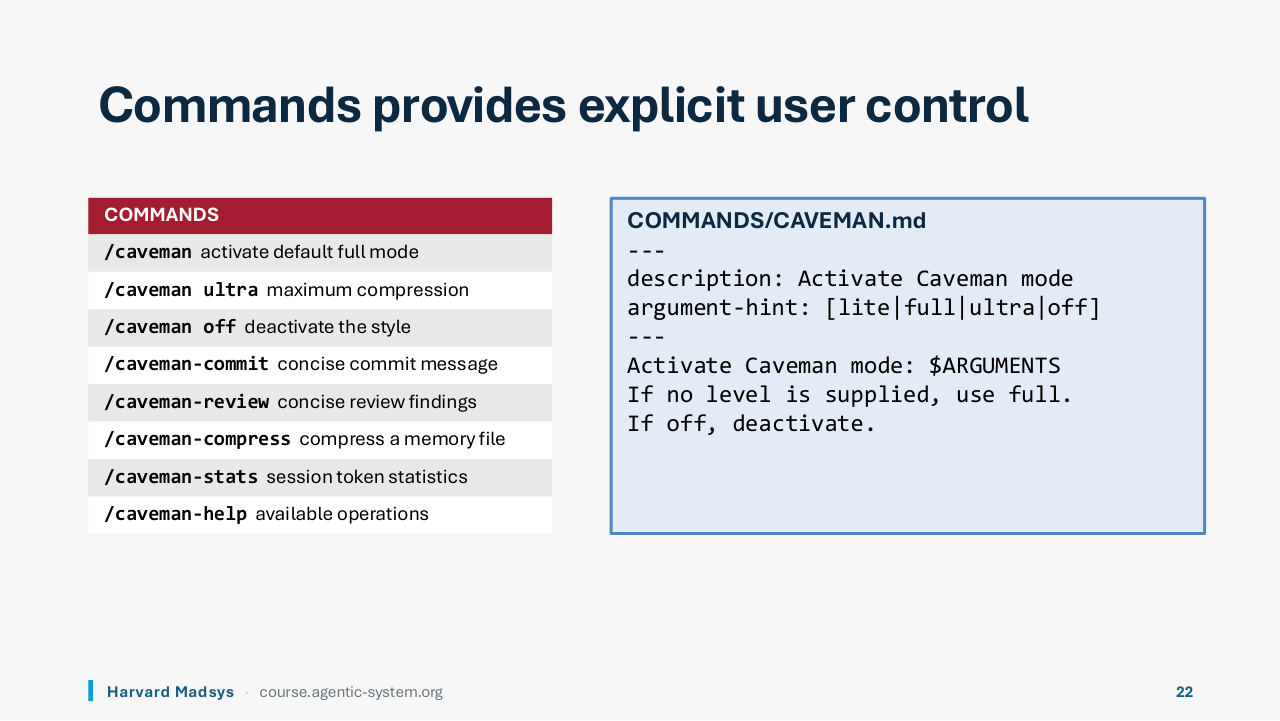 Commands provides explicit user control
COMMANDS
/caveman activate default full mode
/caveman ultra maximum compression
/caveman off deactivate the style
/caveman-commit concise commit message
/caveman-review concise review findings
/caveman-compress compress a memory file
/caveman-stats session token statistics
/caveman-help available operations
COMMANDS/CAVEMAN.md
---
description: Activate Caveman mode
argument-hint: [lite|full|ultra|off]
---
Activate Caveman mode: $ARGUMENTS
If no level is supplied, use full.
If off, deactivate.
Harvard Madsys · course.agentic-system.org
22